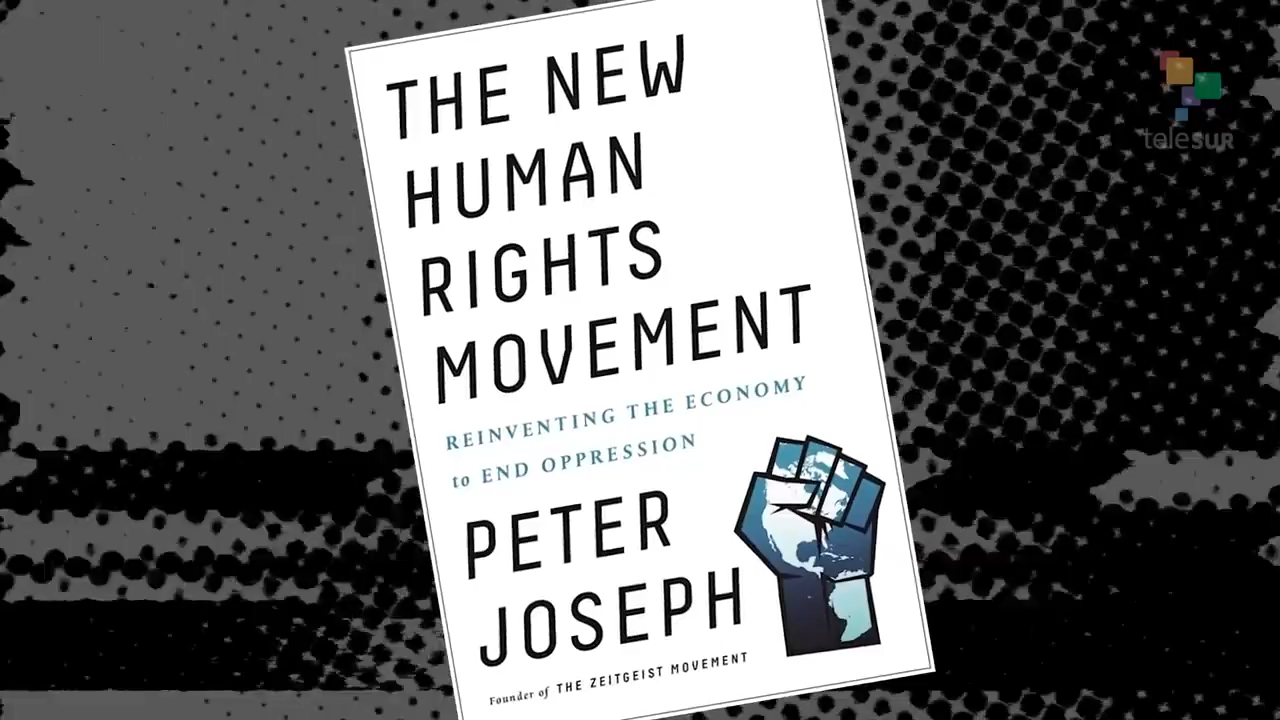 THE NEW
HUMAN
RIGHTS
MOVEMENT
REINVENTING THE ECONOMY
to END OPPRESSION
PETER
JOSEPH
Founder of THE ZEITGEIST MOVEMENT
teleSUR